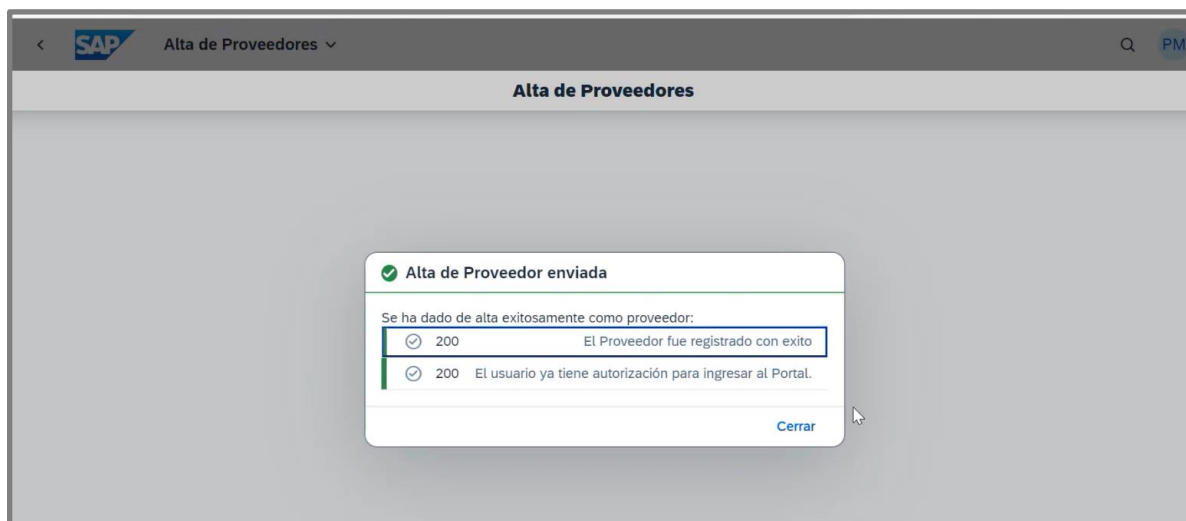 SAP Alta de Proveedores PM
Alta de Proveedores
Alta de Proveedor enviada
Se ha dado de alta exitosamente como proveedor:
200 El Proveedor fue registrado con exito
200 El usuario ya tiene autorización para ingresar al Portal.
Cerrar